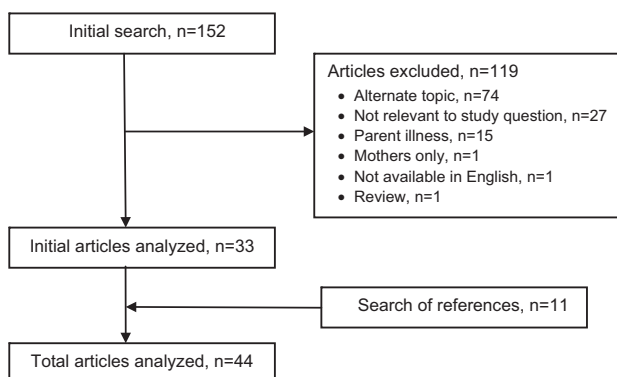 Initial search, n=152
Articles excluded, n=119
• Alternate topic, n=74
• Not relevant to study question, n=27
• Parent illness, n=15
• Mothers only, n=1
• Not available in English, n=1
• Review, n=1
Initial articles analyzed, n=33
Search of references, n=11
Total articles analyzed, n=44